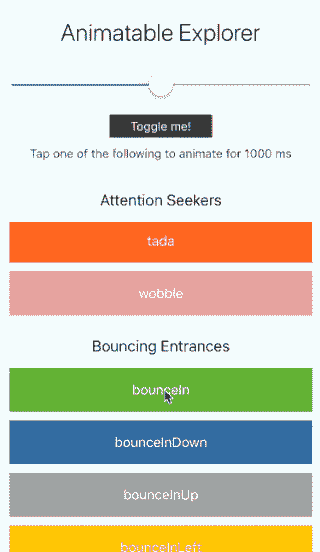 Animatable Explorer
Toggle me!
Tap one of the following to animate for 1000 ms
Attention Seekers
tada
wobble
Bouncing Entrances
bounceIn
bounceInDown
bounceInUp
bounceInLeft